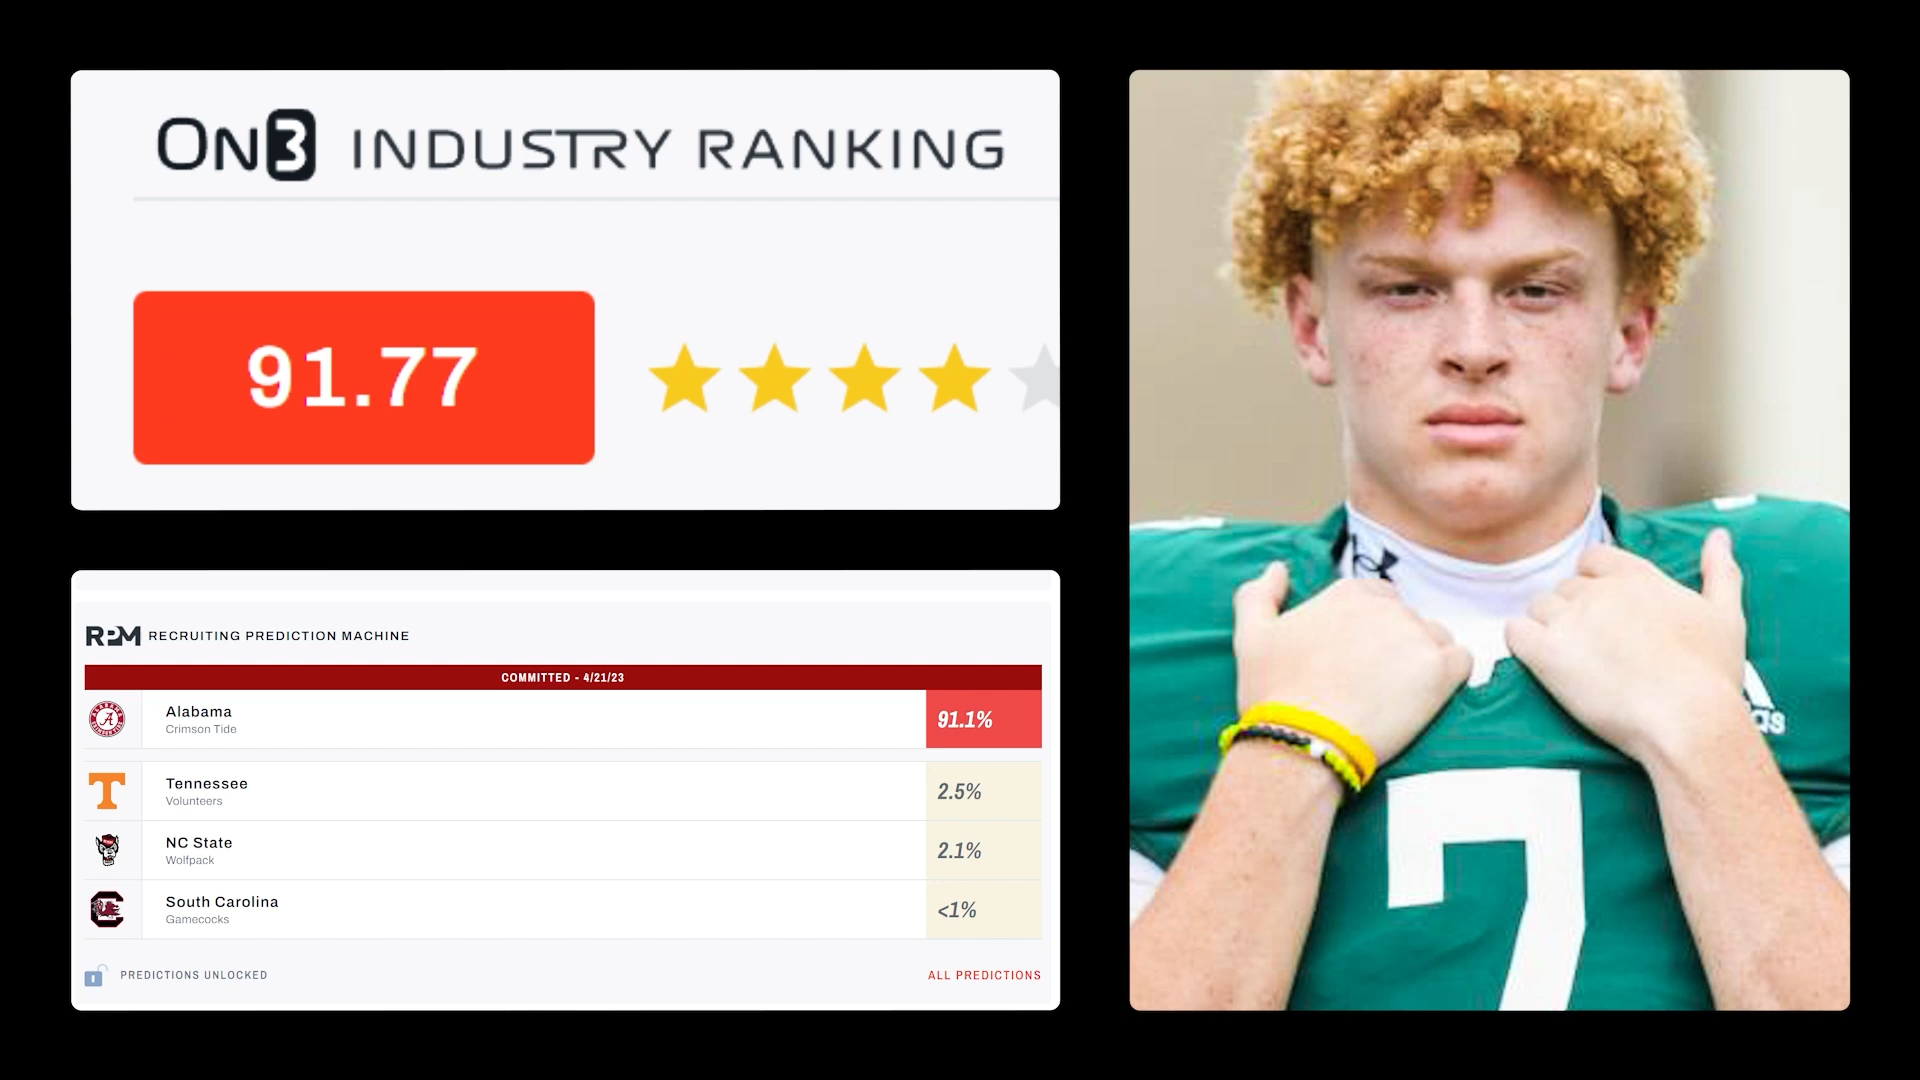 On3 INDUSTRY RANKING
91.77
RPM RECRUITING PREDICTION MACHINE
COMMITTED - 4/21/23
Alabama
Crimson Tide
91.1%
Tennessee
Volunteers
2.5%
NC State
Wolfpack
2.1%
South Carolina
Gamecocks
<1%
PREDICTIONS UNLOCKED
ALL PREDICTIONS
7